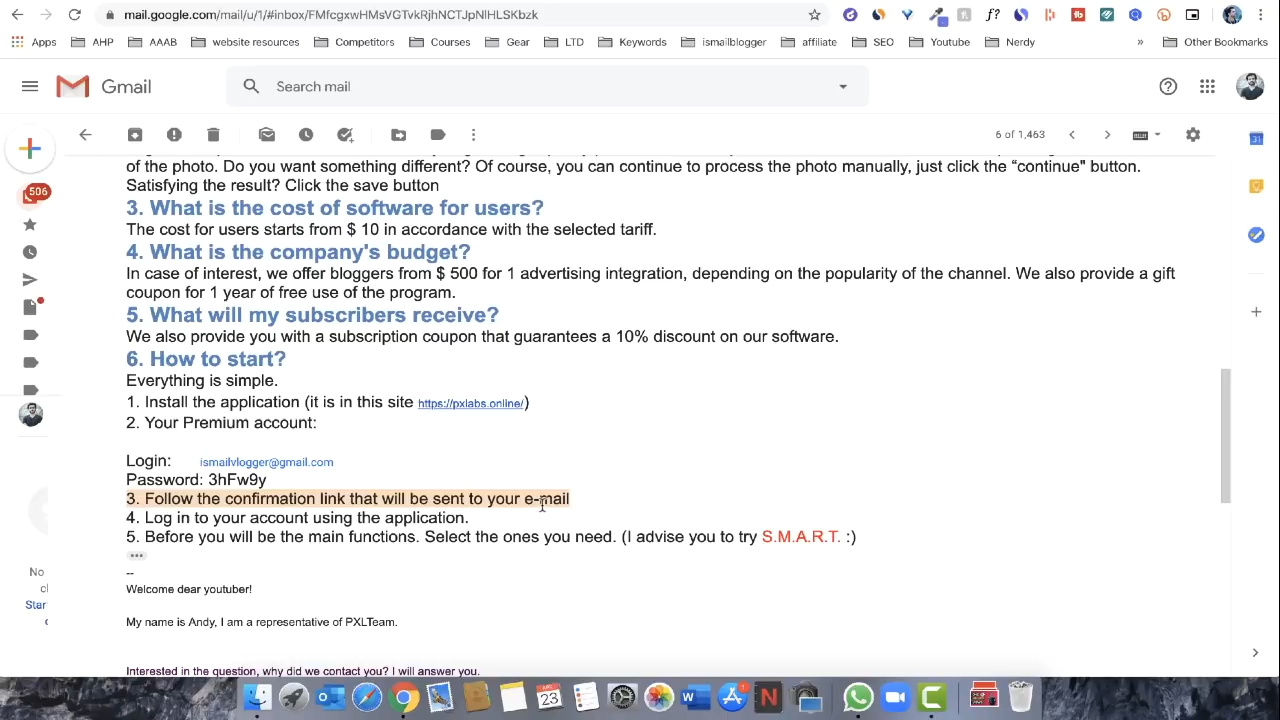 mail.google.com/mail/u/1/#inbox/FMfcgxwHMsVGTvkRjhNCTJpNlHLSKbzk
Apps AHP AAAB website resources Competitors Courses Gear LTD Keywords ismailblogger affiliate SEO Youtube Nerdy » Other Bookmarks
Gmail
Search mail
6 of 1,463
506
of the photo. Do you want something different? Of course, you can continue to process the photo manually, just click the “continue" button.
Satisfying the result? Click the save button
3. What is the cost of software for users?
The cost for users starts from $ 10 in accordance with the selected tariff.
4. What is the company's budget?
In case of interest, we offer bloggers from $ 500 for 1 advertising integration, depending on the popularity of the channel. We also provide a gift
coupon for 1 year of free use of the program.
5. What will my subscribers receive?
We also provide you with a subscription coupon that guarantees a 10% discount on our software.
6. How to start?
Everything is simple.
1. Install the application (it is in this site https://pxlabs.online/)
2. Your Premium account:
Login: ismailvlogger@gmail.com
Password: 3hFw9y
3. Follow the confirmation link that will be sent to your e-mail
4. Log in to your account using the application.
5. Before you will be the main functions. Select the ones you need. (I advise you to try S.M.A.R.T. :)
--
Welcome dear youtuber!
My name is Andy, I am a representative of PXLTeam.
Interested in the question, why did we contact you? I will answer you.
No
cl
Star
31
23